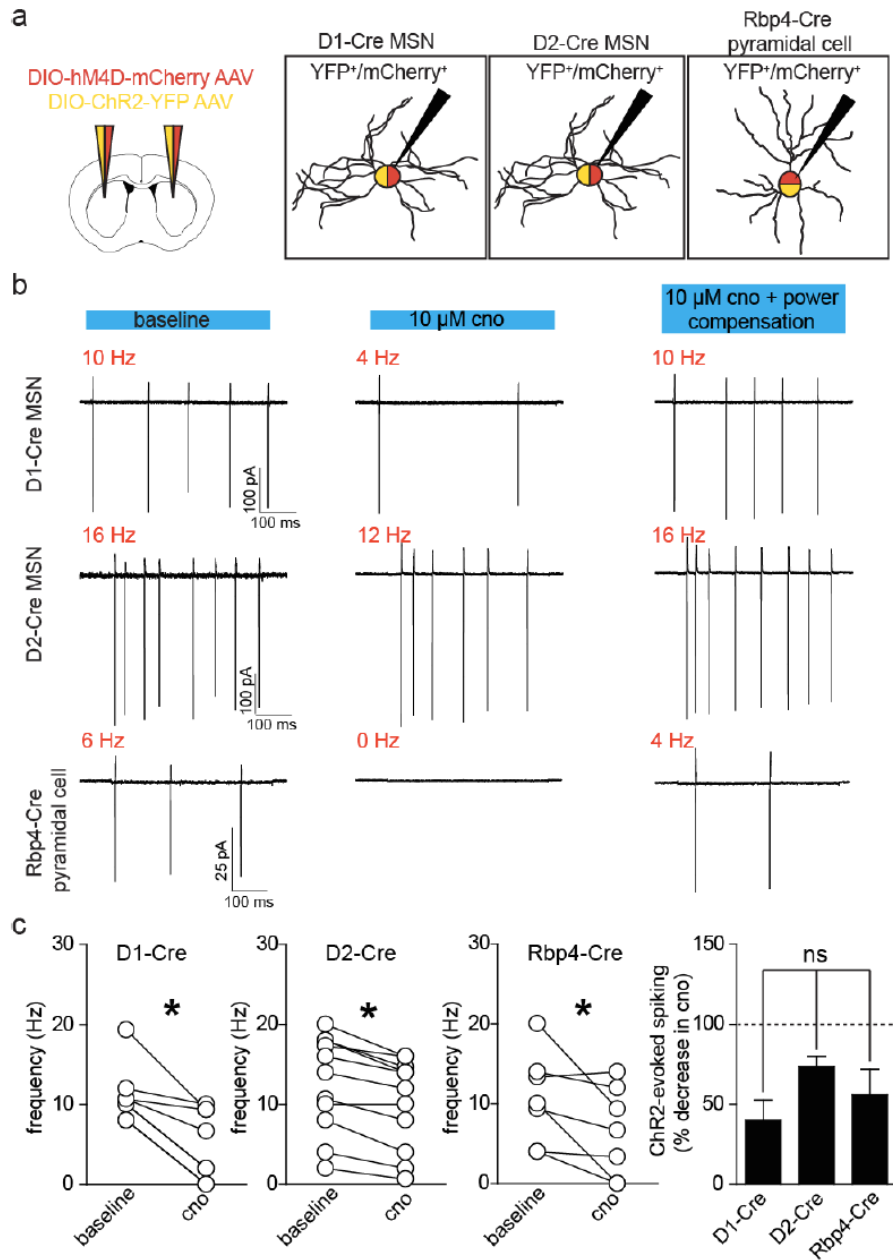 a
DIO-hM4D-mCherry AAV
DIO-ChR2-YFP AAV
D1-Cre MSN
YFP+/mCherry+
D2-Cre MSN
YFP+/mCherry+
Rbp4-Cre
pyramidal cell
YFP+/mCherry+
b
baseline
10 µM cno
10 µM cno + power
compensation
D1-Cre MSN
10 Hz
100 pA
100 ms
4 Hz
10 Hz
D2-Cre MSN
16 Hz
100 pA
100 ms
12 Hz
16 Hz
Rbp4-Cre
pyramidal cell
6 Hz
25 pA
100 ms
0 Hz
4 Hz
c
D1-Cre
frequency (Hz)
30
20
10
0
*
baseline
cno
D2-Cre
frequency (Hz)
30
20
10
0
*
baseline
cno
Rbp4-Cre
frequency (Hz)
30
20
10
0
*
baseline
cno
ChR2-evoked spiking
(% decrease in cno)
150
100
50
0
ns
D1-Cre
D2-Cre
Rbp4-Cre